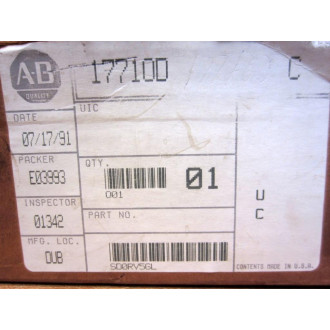 A-B
QUALITY
1771OD
C
UIC
DATE
07/17/91
PACKER
E03993
INSPECTOR
01342
MFG. LOC.
DUB
QTY.
001
01
PART NO.
U
C
SD0RV5GL
CONTENTS MADE IN U.S.A.